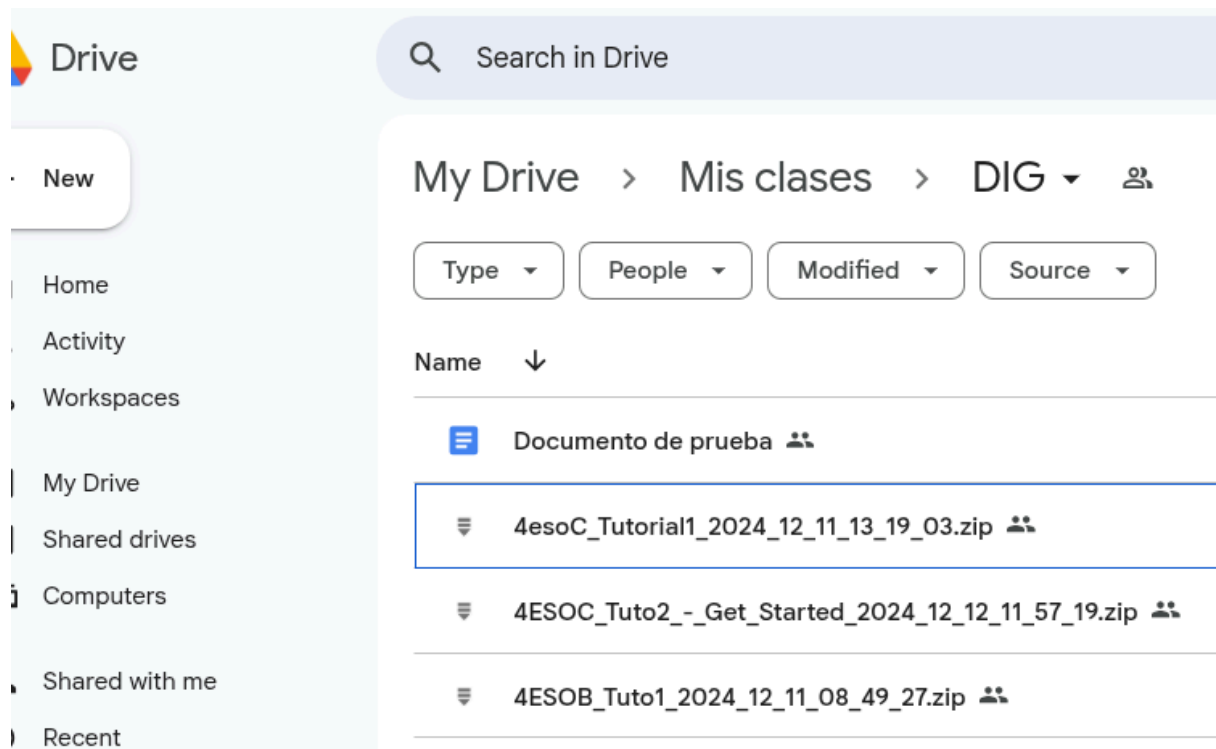 Drive
Search in Drive
New
My Drive > Mis clases > DIG
Type People Modified Source
Home
Activity
Workspaces
My Drive
Shared drives
Computers
Shared with me
Recent
Name
Documento de prueba
4esoC_Tutorial1_2024_12_11_13_19_03.zip
4ESOC_Tuto2_-_Get_Started_2024_12_12_11_57_19.zip
4ESOB_Tuto1_2024_12_11_08_49_27.zip